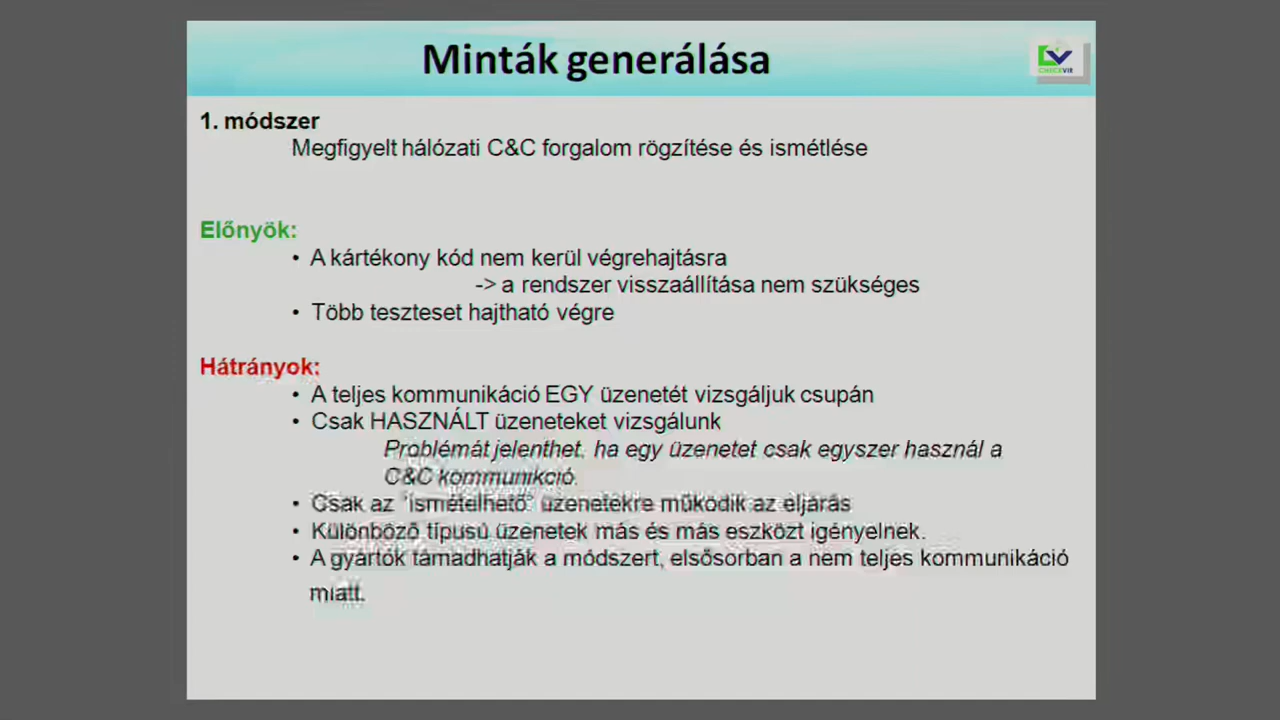 Minták generálása
CHECKVIR
1. módszer
Megfigyelt hálózati C&C forgalom rögzítése és ismétlése
Előnyök:
• A kártékony kód nem kerül végrehajtásra
-> a rendszer visszaállítása nem szükséges
• Több teszteset hajtható végre
Hátrányok:
• A teljes kommunikáció EGY üzenetét vizsgáljuk csupán
• Csak HASZNÁLT üzeneteket vizsgálunk
Problémát jelenthet, ha egy üzenetet csak egyszer használ a
C&C kommunikció.
• Csak az "ismételhető" üzenetekre működik az eljárás
• Különböző típusú üzenetek más és más eszközt igényelnek.
• A gyártók támadhatják a módszert, elsősorban a nem teljes kommunikáció
miatt.